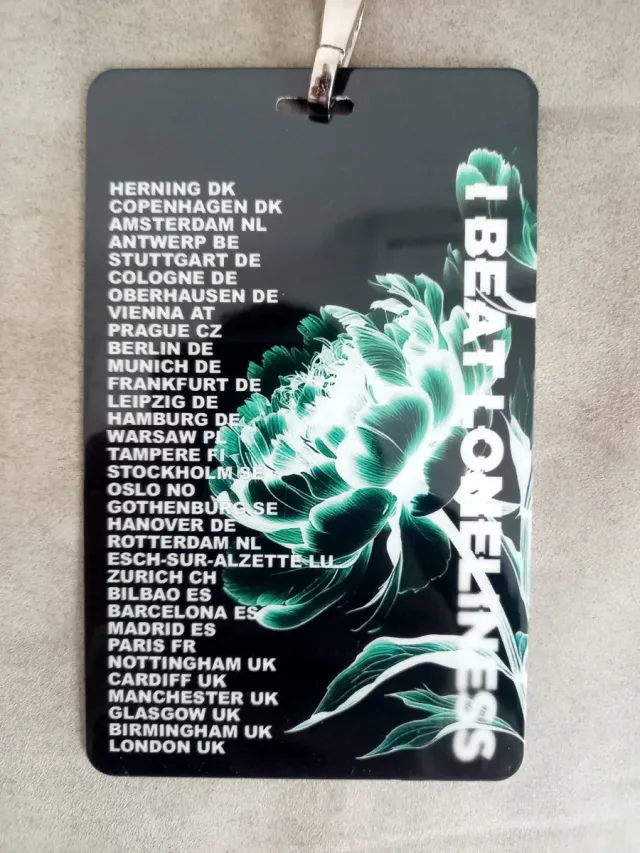 HERNING DK
COPENHAGEN DK
AMSTERDAM NL
ANTWERP BE
STUTTGART DE
COLOGNE DE
OBERHAUSEN DE
VIENNA AT
PRAGUE CZ
BERLIN DE
MUNICH DE
FRANKFURT DE
LEIPZIG DE
HAMBURG DE
WARSAW PL
TAMPERE FI
STOCKHOLM SE
OSLO NO
GOTHENBURG SE
HANOVER DE
ROTTERDAM NL
ESCH-SUR-ALZETTE LU
ZURICH CH
BILBAO ES
BARCELONA ES
MADRID ES
PARIS FR
NOTTINGHAM UK
CARDIFF UK
MANCHESTER UK
GLASGOW UK
BIRMINGHAM UK
LONDON UK
I BEAT LONELINESS